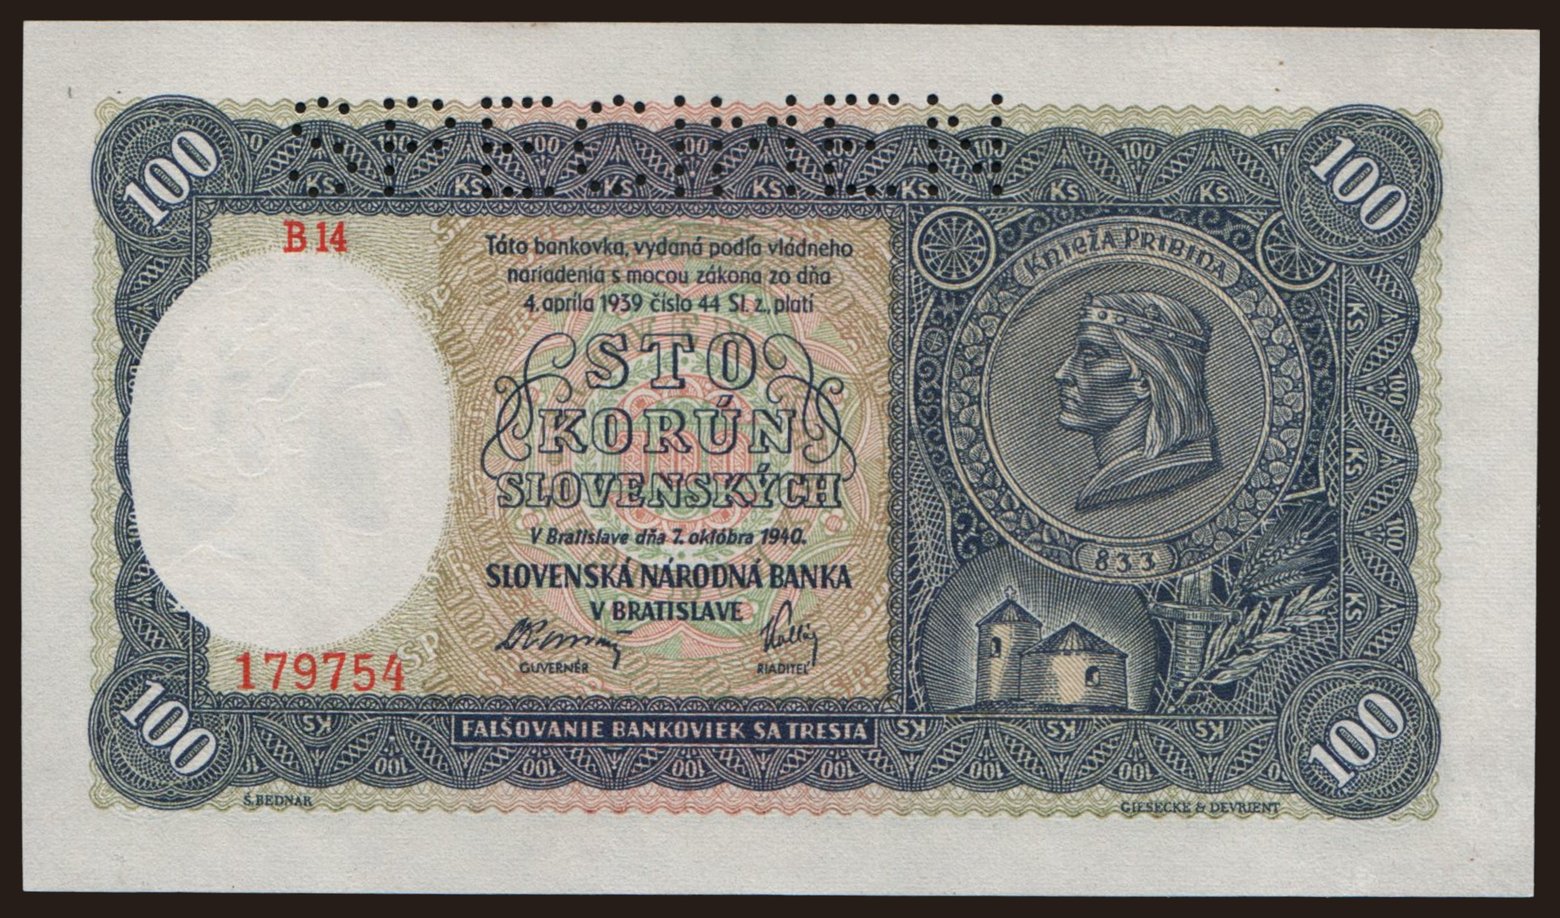 SPECIMEN
100
100
B 14
Táto bankovka, vydaná podľa vládneho
nariadenia s mocou zákona zo dňa
4. apríla 1939 číslo 44 Sl. z., platí
STO
KORÚN
SLOVENSKÝCH
V Bratislave dňa 7. októbra 1940.
SLOVENSKÁ NÁRODNÁ BANKA
V BRATISLAVE
GUVERNÉR
RIADITEĽ
179754
KNIEŽA PRIBINA
833
FALŠOVANIE BANKOVIEK SA TRESTÁ
100
100
Š. BEDNÁR
GIESECKE & DEVRIENT